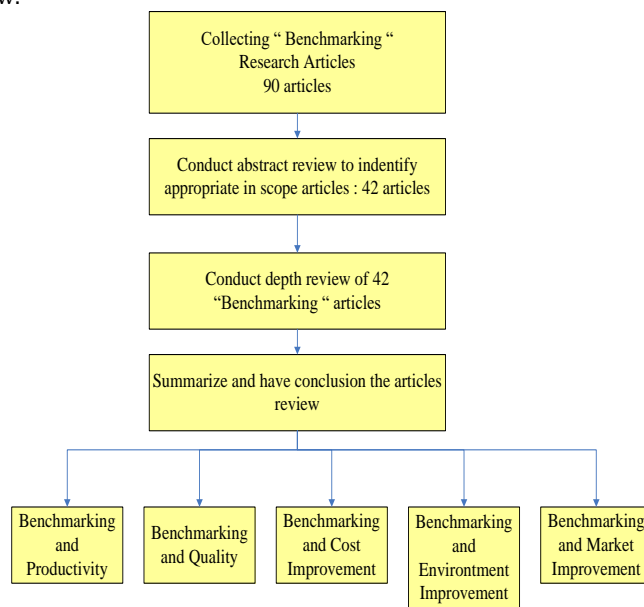 w.
Collecting “ Benchmarking “
Research Articles
90 articles
Conduct abstract review to indentify
appropriate in scope articles : 42 articles
Conduct depth review of 42
“Benchmarking “ articles
Summarize and have conclusion the articles
review
Benchmarking
and
Productivity
Benchmarking
and Quality
Benchmarking
and Cost
Improvement
Benchmarking
and
Environtment
Improvement
Benchmarking
and Market
Improvement